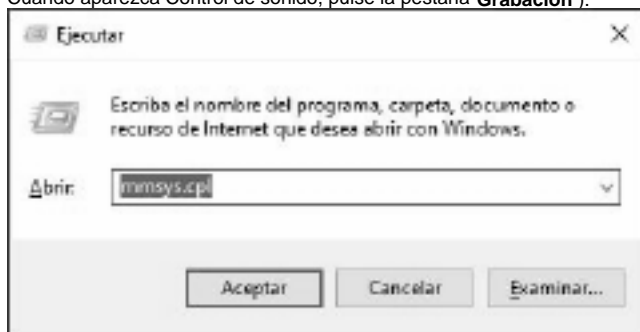 Cuando aparezca Control de sonido, pulse la pestaña "Grabación").
Ejecutar
Escriba el nombre del programa, carpeta, documento o
recurso de Internet que desea abrir con Windows.
Abrir: mmsys.cpl
Aceptar Cancelar Examinar...